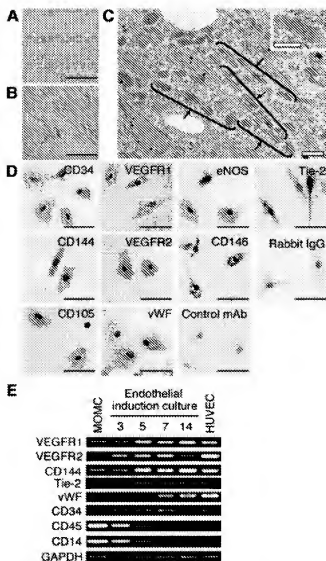 A
B
C
D
CD34 VEGFR1 eNOS Tie-2
CD144 VEGFR2 CD146 Rabbit IgG
CD105 vWF Control mAb
E
MOMC Endothelial induction culture HUVEC
3 5 7 14
VEGFR1
VEGFR2
CD144
Tie-2
vWF
CD34
CD45
CD14
GAPDH